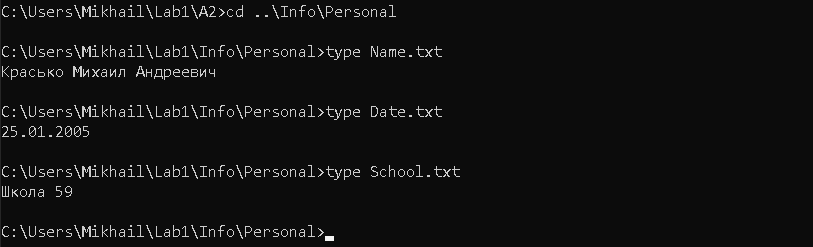 C:\Users\Mikhail\Lab1\A2>cd ..\Info\Personal
C:\Users\Mikhail\Lab1\Info\Personal>type Name.txt
Красько Михаил Андреевич
C:\Users\Mikhail\Lab1\Info\Personal>type Date.txt
25.01.2005
C:\Users\Mikhail\Lab1\Info\Personal>type School.txt
Школа 59
C:\Users\Mikhail\Lab1\Info\Personal>